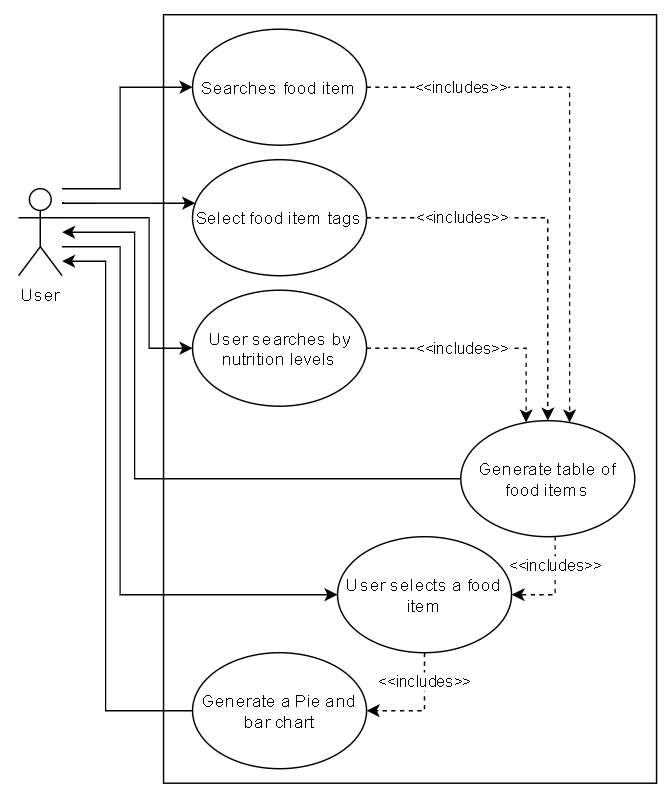 Searches food item
<<includes>>
Select food item tags
<<includes>>
User
User searches by
nutrition levels
<<includes>>
Generate table of
food items
<<includes>>
User selects a food
item
<<includes>>
Generate a Pie and
bar chart